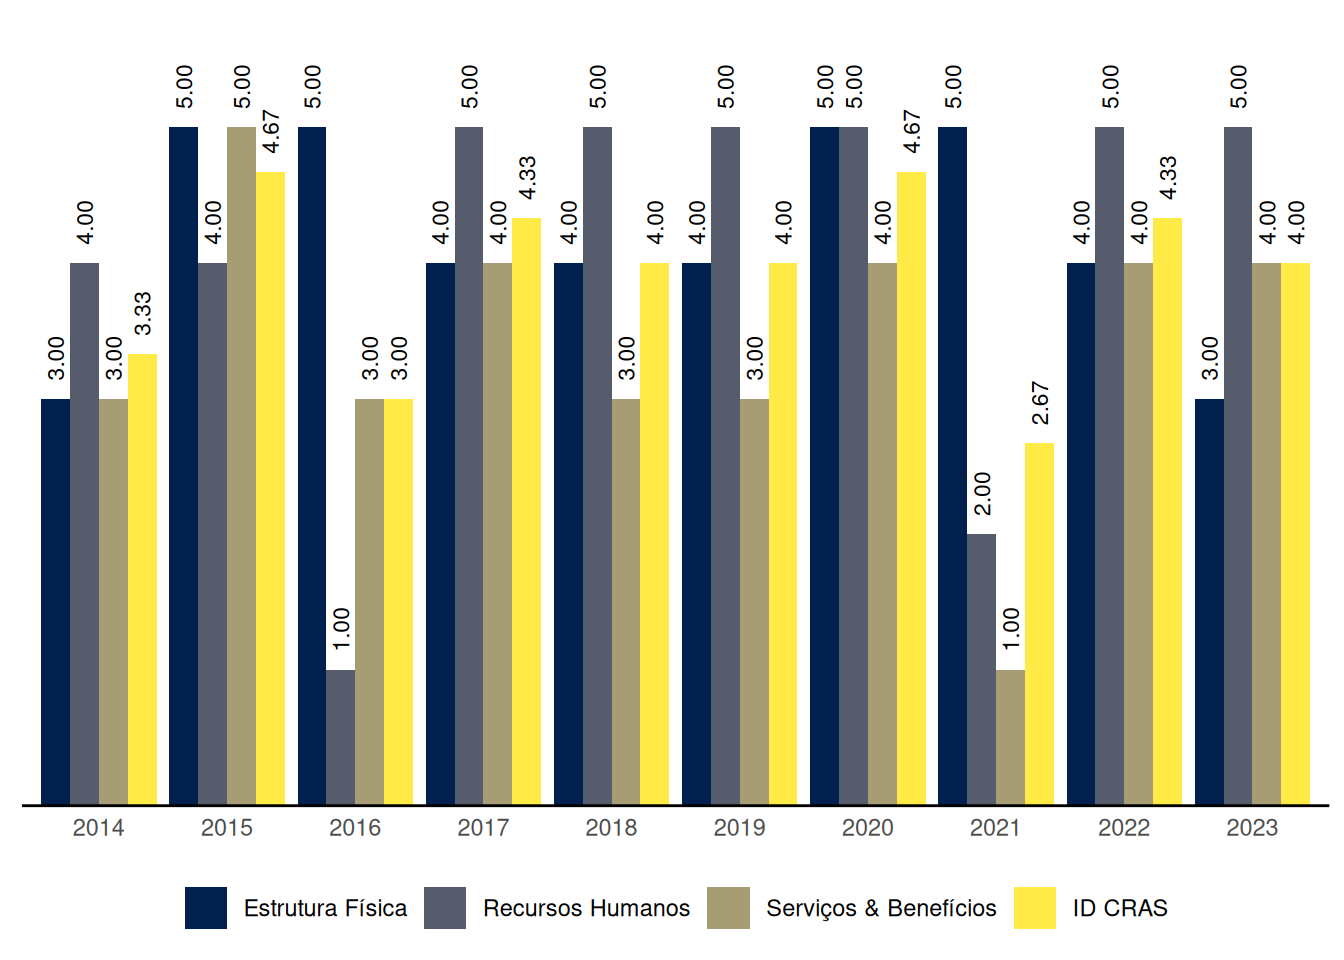 3.00 4.00 3.00 3.33
5.00 4.00 5.00 4.67
5.00 1.00 3.00 3.00
4.00 5.00 4.00 4.33
4.00 5.00 3.00 4.00
4.00 5.00 3.00 4.00
5.00 5.00 4.00 4.67
5.00 2.00 1.00 2.67
4.00 5.00 4.00 4.33
3.00 5.00 4.00 4.00
2014 2015 2016 2017 2018 2019 2020 2021 2022 2023
Estrutura Física Recursos Humanos Serviços & Benefícios ID CRAS